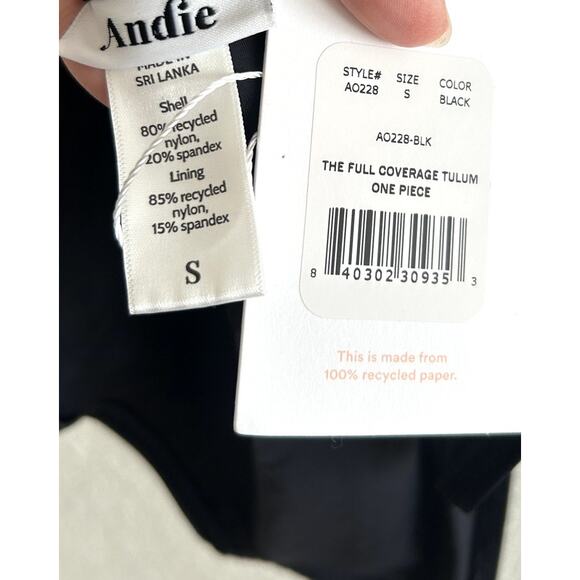 Andie
MADE IN
SRI LANKA
Shell
80% recycled
nylon,
20% spandex
Lining
85% recycled
nylon,
15% spandex
S
STYLE# SIZE COLOR
AO228 S BLACK
AO228-BLK
THE FULL COVERAGE TULUM
ONE PIECE
8 40302 30935 3
This is made from
100% recycled paper.